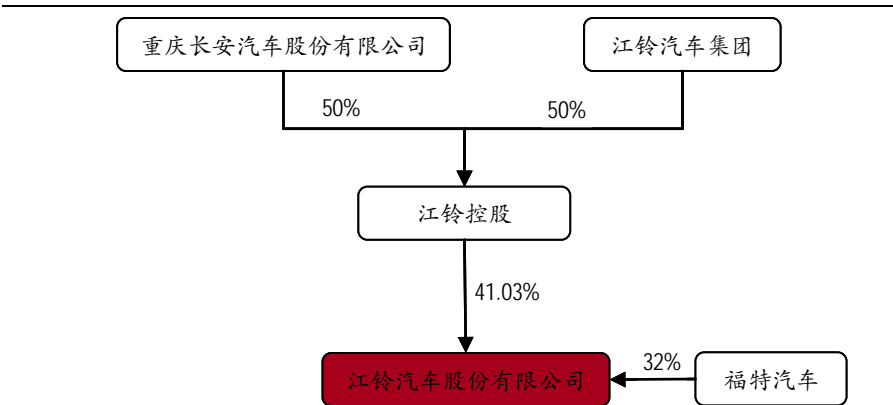 重庆长安汽车股份有限公司
江铃汽车集团
50%
50%
江铃控股
41.03%
江铃汽车股份有限公司
32%
福特汽车